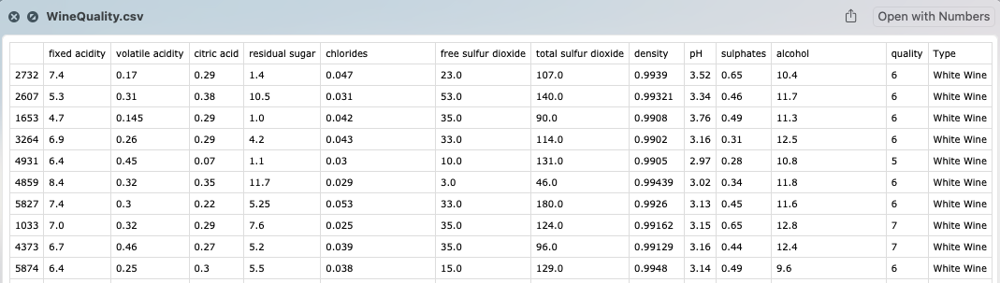 WineQuality.csv Open with Numbers
fixed acidity volatile acidity citric acid residual sugar chlorides free sulfur dioxide total sulfur dioxide density pH sulphates alcohol quality Type
2732 7.4 0.17 0.29 1.4 0.047 23.0 107.0 0.9939 3.52 0.65 10.4 6 White Wine
2607 5.3 0.31 0.38 10.5 0.031 53.0 140.0 0.99321 3.34 0.46 11.7 6 White Wine
1653 4.7 0.145 0.29 1.0 0.042 35.0 90.0 0.9908 3.76 0.49 11.3 6 White Wine
3264 6.9 0.26 0.29 4.2 0.043 33.0 114.0 0.9902 3.16 0.31 12.5 6 White Wine
4931 6.4 0.45 0.07 1.1 0.03 10.0 131.0 0.9905 2.97 0.28 10.8 5 White Wine
4859 8.4 0.32 0.35 11.7 0.029 3.0 46.0 0.99439 3.02 0.34 11.8 6 White Wine
5827 7.4 0.3 0.22 5.25 0.053 33.0 180.0 0.9926 3.13 0.45 11.6 6 White Wine
1033 7.0 0.32 0.29 7.6 0.025 35.0 124.0 0.99162 3.15 0.65 12.8 7 White Wine
4373 6.7 0.46 0.27 5.2 0.039 35.0 96.0 0.99129 3.16 0.44 12.4 7 White Wine
5874 6.4 0.25 0.3 5.5 0.038 15.0 129.0 0.9948 3.14 0.49 9.6 6 White Wine